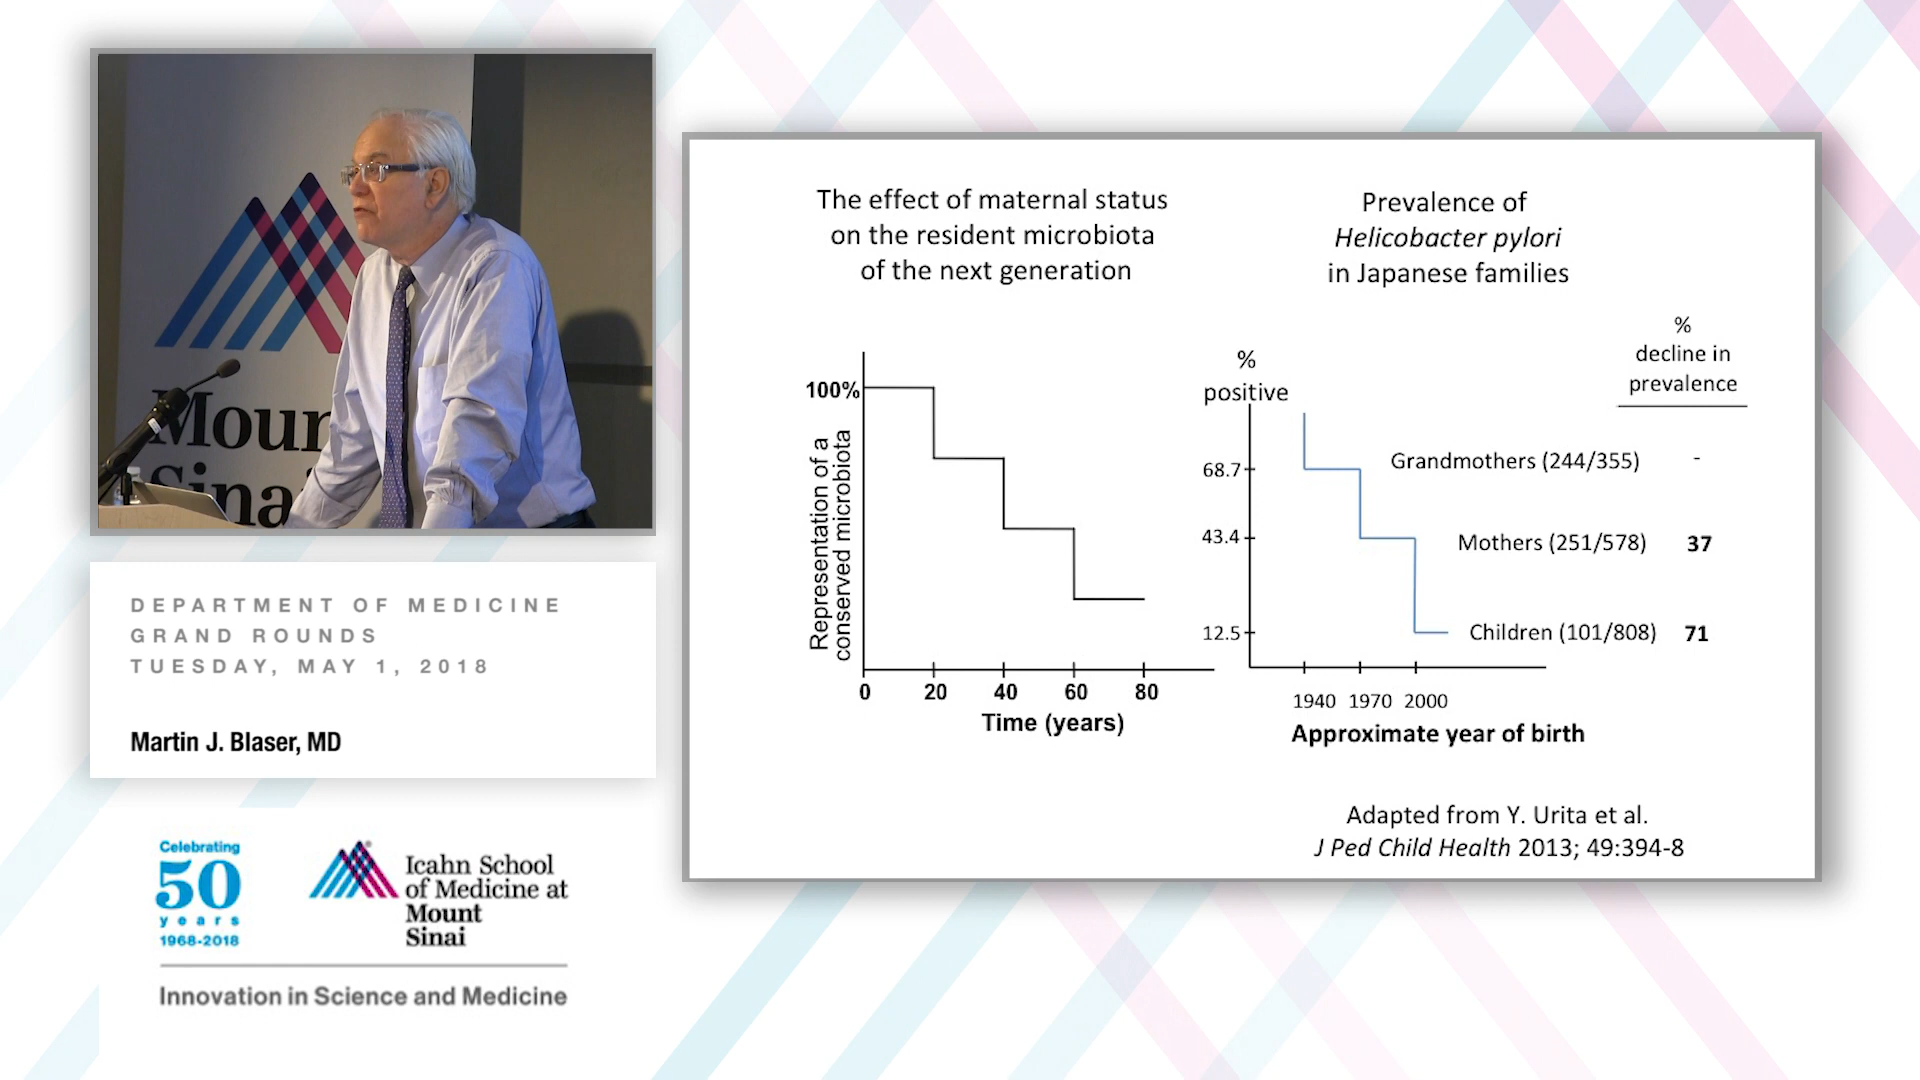 Mount
Sinai
DEPARTMENT OF MEDICINE
GRAND ROUNDS
TUESDAY, MAY 1, 2018
Martin J. Blaser, MD
Celebrating
50
years
1968-2018
Icahn School
of Medicine at
Mount
Sinai
Innovation in Science and Medicine
The effect of maternal status
on the resident microbiota
of the next generation
100%
Representation of a
conserved microbiota
0 20 40 60 80
Time (years)
Prevalence of
Helicobacter pylori
in Japanese families
%
positive
%
decline in
prevalence
68.7 Grandmothers (244/355) -
43.4 Mothers (251/578) 37
12.5 Children (101/808) 71
1940 1970 2000
Approximate year of birth
Adapted from Y. Urita et al.
J Ped Child Health 2013; 49:394-8